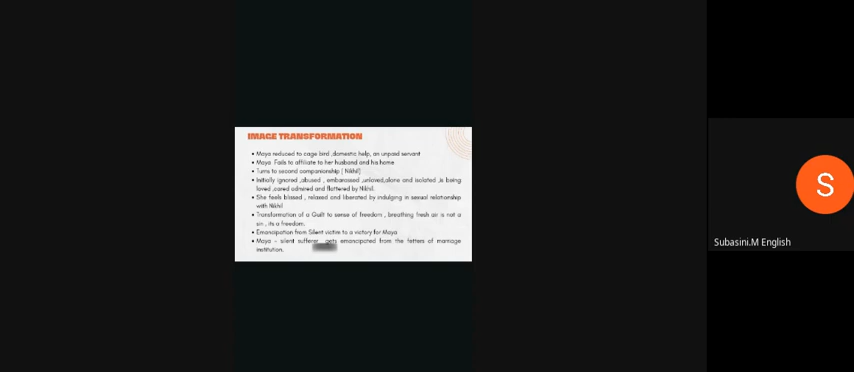 IMAGE TRANSFORMATION
• Maya reduced to cage bird ,domestic help, an unpaid servant
• Maya Fails to affiliate to her husband and his home
• Turns to second companionship [ Nikhil]
• Initially ignored ,abused , embarassed ,unloved,alone and isolated ,is being
loved ,cared admired and flattered by Nikhil.
• She feels blissed , relaxed and liberated by indulging in sexual relationship
with Nikhil
• Transformation of a Guilt to sense of freedom , breathing fresh air is not a
sin , its a freedom.
• Emancipation from Silent victim to a victory for Maya
• Maya - silent sufferer gets emancipated from the fetters of marriage
institution.
S
Subasini.M English